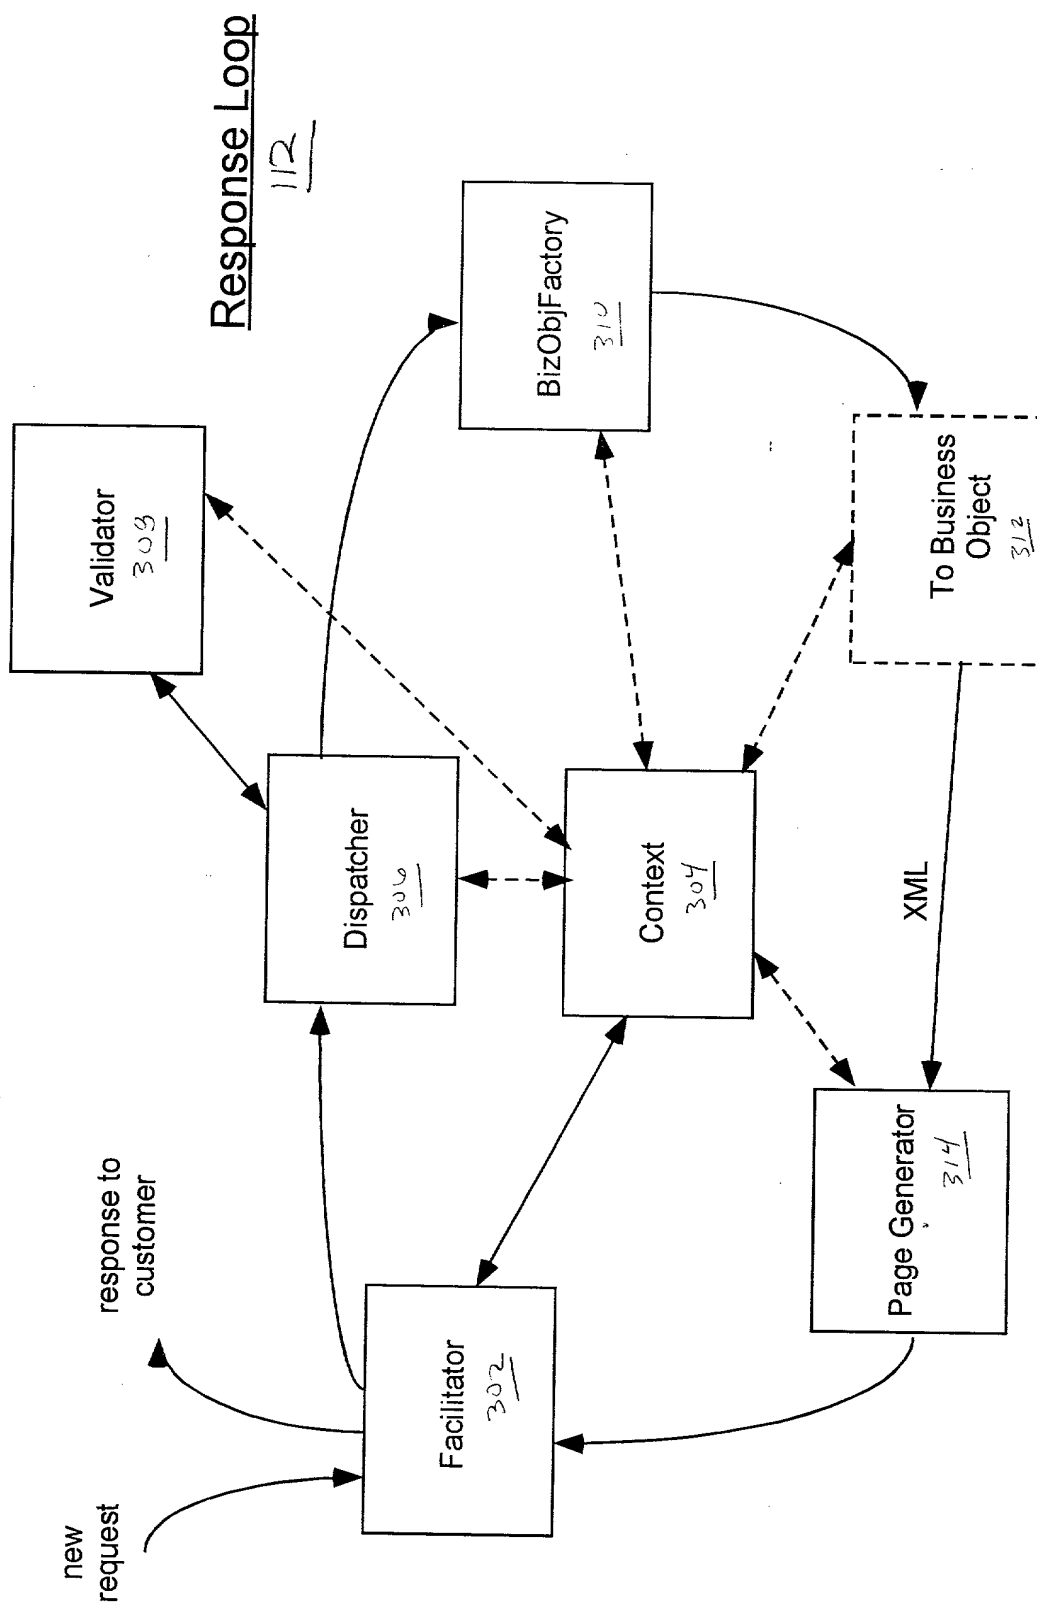 Response Loop
112
new
request
response to
customer
Facilitator
302
Dispatcher
306
Validator
308
Context
304
BizObjFactory
310
To Business
Object
312
XML
Page Generator
314